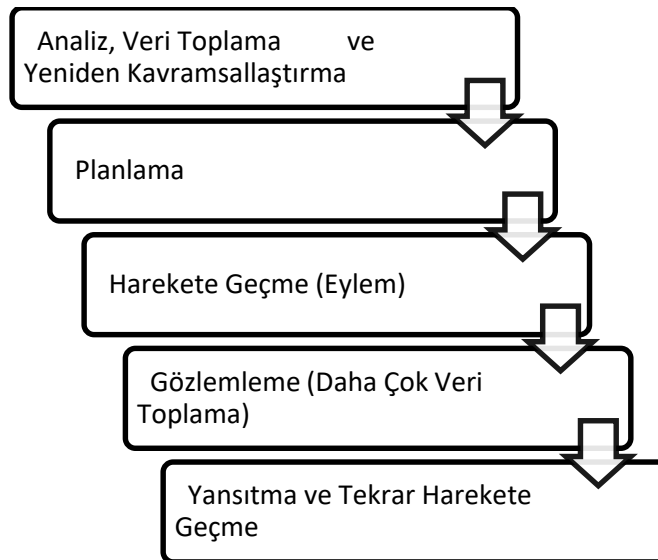 Analiz, Veri Toplama ve
Yeniden Kavramsallaştırma
Planlama
Harekete Geçme (Eylem)
Gözlemleme (Daha Çok Veri
Toplama)
Yansıtma ve Tekrar Harekete
Geçme